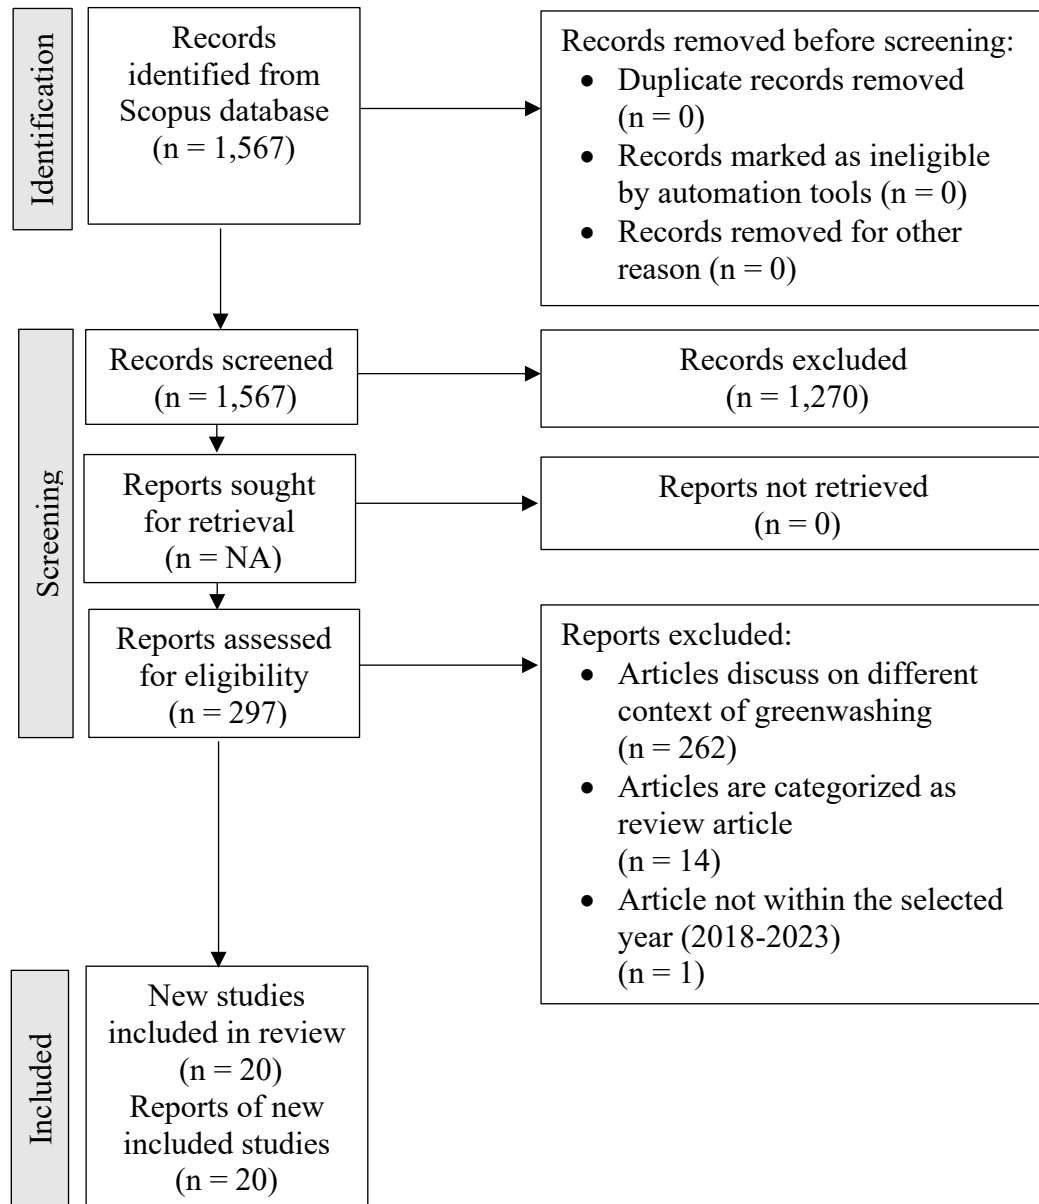 Identification
Records
identified from
Scopus database
(n = 1,567)
Records removed before screening:
• Duplicate records removed
(n = 0)
• Records marked as ineligible
by automation tools (n = 0)
• Records removed for other
reason (n = 0)
Screening
Records screened
(n = 1,567)
Records excluded
(n = 1,270)
Reports sought
for retrieval
(n = NA)
Reports not retrieved
(n = 0)
Reports assessed
for eligibility
(n = 297)
Reports excluded:
• Articles discuss on different
context of greenwashing
(n = 262)
• Articles are categorized as
review article
(n = 14)
• Article not within the selected
year (2018-2023)
(n = 1)
Included
New studies
included in review
(n = 20)
Reports of new
included studies
(n = 20)